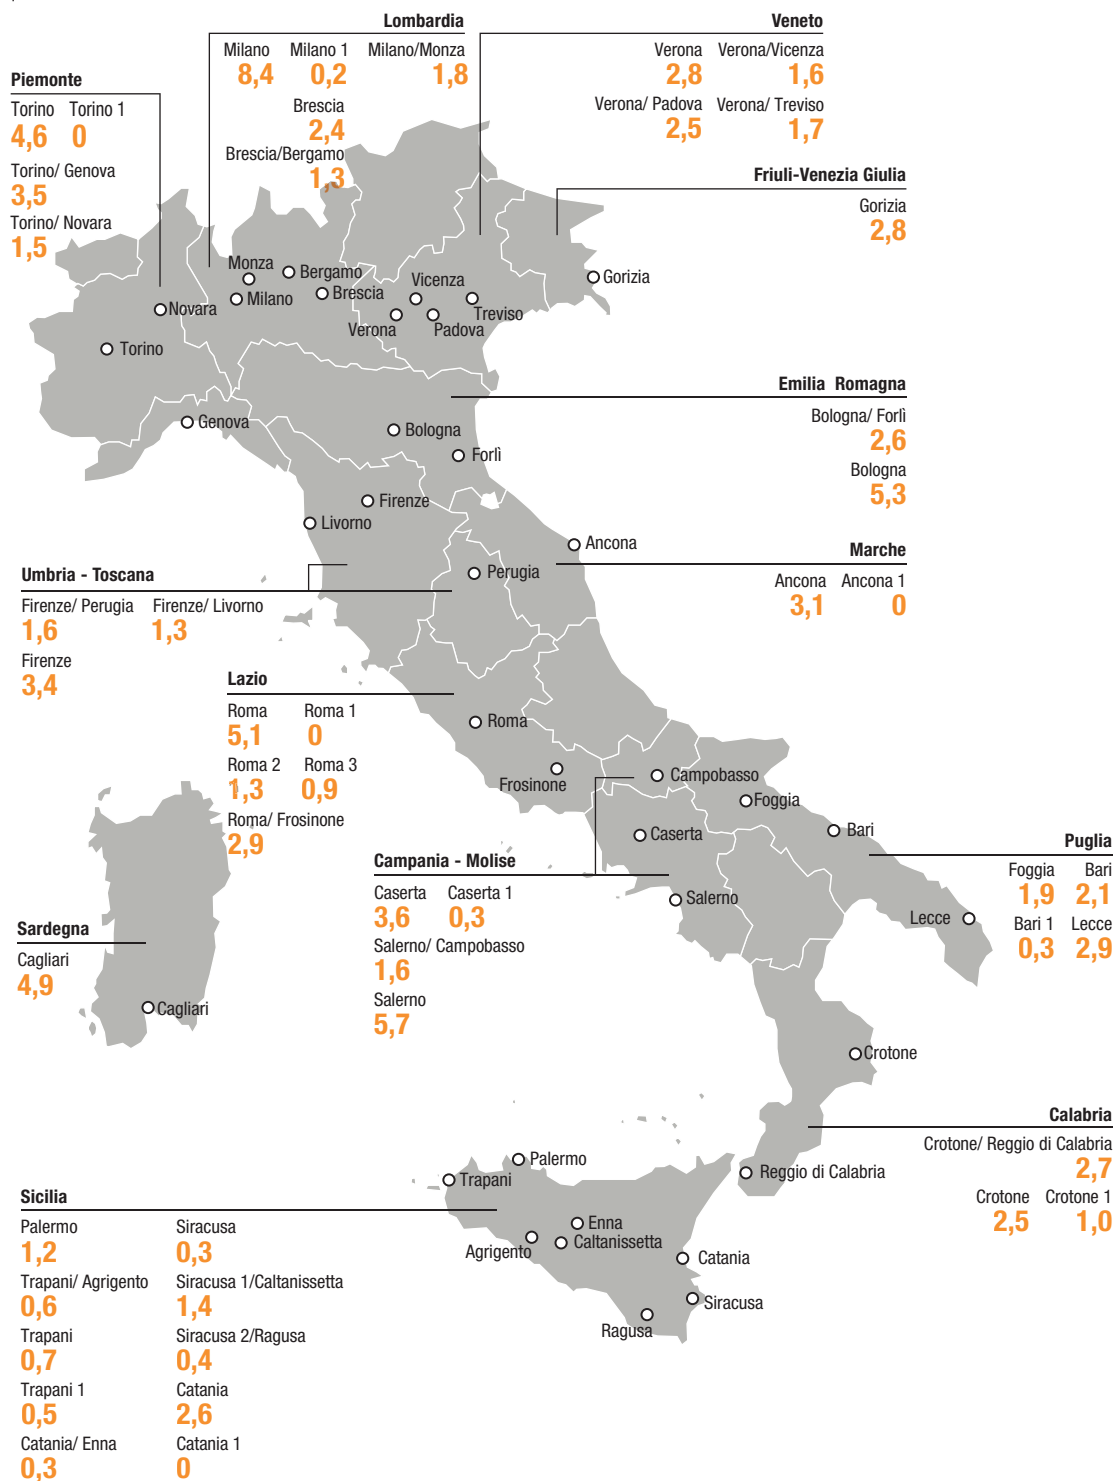 Lombardia
Milano Milano 1 Milano/Monza
8,4 0,2 1,8
Brescia
2,4
Brescia/Bergamo
1,3
Veneto
Verona Verona/Vicenza
2,8 1,6
Verona/ Padova Verona/ Treviso
2,5 1,7
Piemonte
Torino Torino 1
4,6 0
Torino/ Genova
3,5
Torino/ Novara
1,5
Friuli-Venezia Giulia
Gorizia
2,8
Monza
Bergamo
Milano
Brescia
Novara
Torino
Vicenza
Verona
Padova
Treviso
Gorizia
Genova
Bologna
Forlì
Firenze
Livorno
Emilia Romagna
Bologna/ Forlì
2,6
Bologna
5,3
Ancona
Perugia
Marche
Ancona Ancona 1
3,1 0
Umbria - Toscana
Firenze/ Perugia Firenze/ Livorno
1,6 1,3
Firenze
3,4
Lazio
Roma Roma 1
5,1 0
Roma 2 Roma 3
1,3 0,9
Roma/ Frosinone
2,9
Roma
Frosinone
Campobasso
Foggia
Caserta
Bari
Salerno
Lecce
Campania - Molise
Caserta Caserta 1
3,6 0,3
Salerno/ Campobasso
1,6
Salerno
5,7
Puglia
Foggia Bari
1,9 2,1
Bari 1 Lecce
0,3 2,9
Sardegna
Cagliari
4,9
Cagliari
Crotone
Reggio di Calabria
Calabria
Crotone/ Reggio di Calabria
2,7
Crotone Crotone 1
2,5 1,0
Palermo
Trapani
Enna
Agrigento
Caltanissetta
Catania
Siracusa
Ragusa
Sicilia
Palermo Siracusa
1,2 0,3
Trapani/ Agrigento Siracusa 1/Caltanissetta
0,6 1,4
Trapani Siracusa 2/Ragusa
0,7 0,4
Trapani 1 Catania
0,5 2,6
Catania/ Enna Catania 1
0,3 0